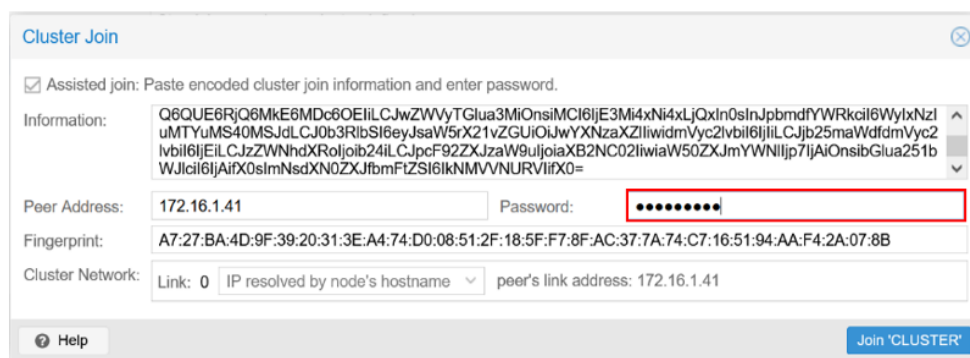 Cluster Join
Assisted join: Paste encoded cluster join information and enter password.
Information:
Q6QUE6RjQ6MkE6MDc6OEIiLCJwZWVyTGlua3MiOnsiMCI6IjE3Mi4xNi4xLjQxIn0sInJpbmdfYWRkciI6WyIxNzIu
MTYuMS40MSJdLCJ0b3RlbSI6eyJsaW5rX21vZGUiOiJwYXNzaXZlIiwidmVyc2lvbiI6IjIiLCJjb25maWdfdmVyc2
lvbiI6IjEiLCJzZWNhdXRoIjoib24iLCJpcF92ZXJzaW9uIjoiaXB2NC02IiwiaW50ZXJmYWNlIjp7IjAiOnsibGlua251b
WJlciI6IjAifX0sImNsdXN0ZXJfbmFtZSI6IkNMVVNURVIifX0=
Peer Address: 172.16.1.41 Password: ●●●●●●●●●
Fingerprint: A7:27:BA:4D:9F:39:20:31:3E:A4:74:D0:08:51:2F:18:5F:F7:8F:AC:37:7A:74:C7:16:51:94:AA:F4:2A:07:8B
Cluster Network: Link: 0 IP resolved by node's hostname peer's link address: 172.16.1.41
Help Join 'CLUSTER'